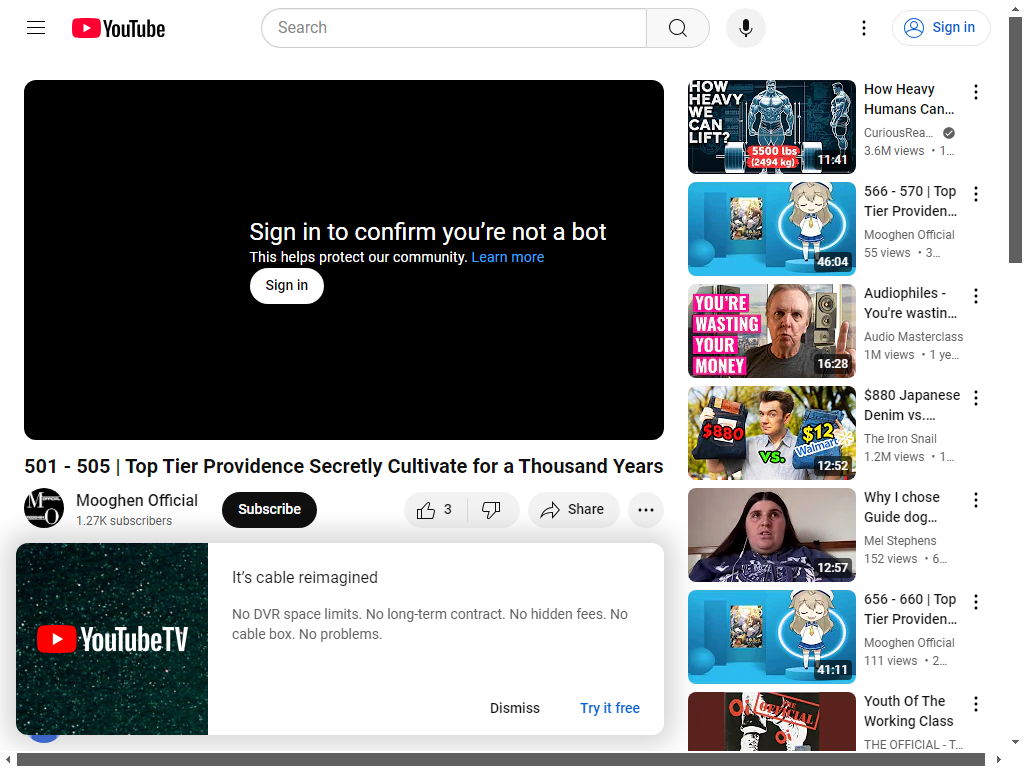 YouTube
Search
Sign in
Sign in to confirm you’re not a bot
This helps protect our community. Learn more
Sign in
501 - 505 | Top Tier Providence Secretly Cultivate for a Thousand Years
Mooghen Official
1.27K subscribers
Subscribe
3
Share
YouTubeTV
It’s cable reimagined
No DVR space limits. No long-term contract. No hidden fees. No
cable box. No problems.
Dismiss
Try it free
HOW
HEAVY
WE
CAN
LIFT?
5500 lbs
(2494 kg)
11:41
How Heavy
Humans Can…
CuriousRea…
3.6M views • 1…
46:04
566 - 570 | Top
Tier Providen…
Mooghen Official
55 views • 3…
YOU'RE
WASTING
YOUR
MONEY
16:28
Audiophiles -
You're wastin…
Audio Masterclass
1M views • 1 ye…
$880
vs.
$12
Walmart
12:52
$880 Japanese
Denim vs.…
The Iron Snail
1.2M views • 1…
12:57
Why I chose
Guide dog…
Mel Stephens
152 views • 6…
41:11
656 - 660 | Top
Tier Providen…
Mooghen Official
111 views • 2…
THE
OFFICIAL
Oi
Oi
Youth Of The
Working Class
THE OFFICIAL - T…